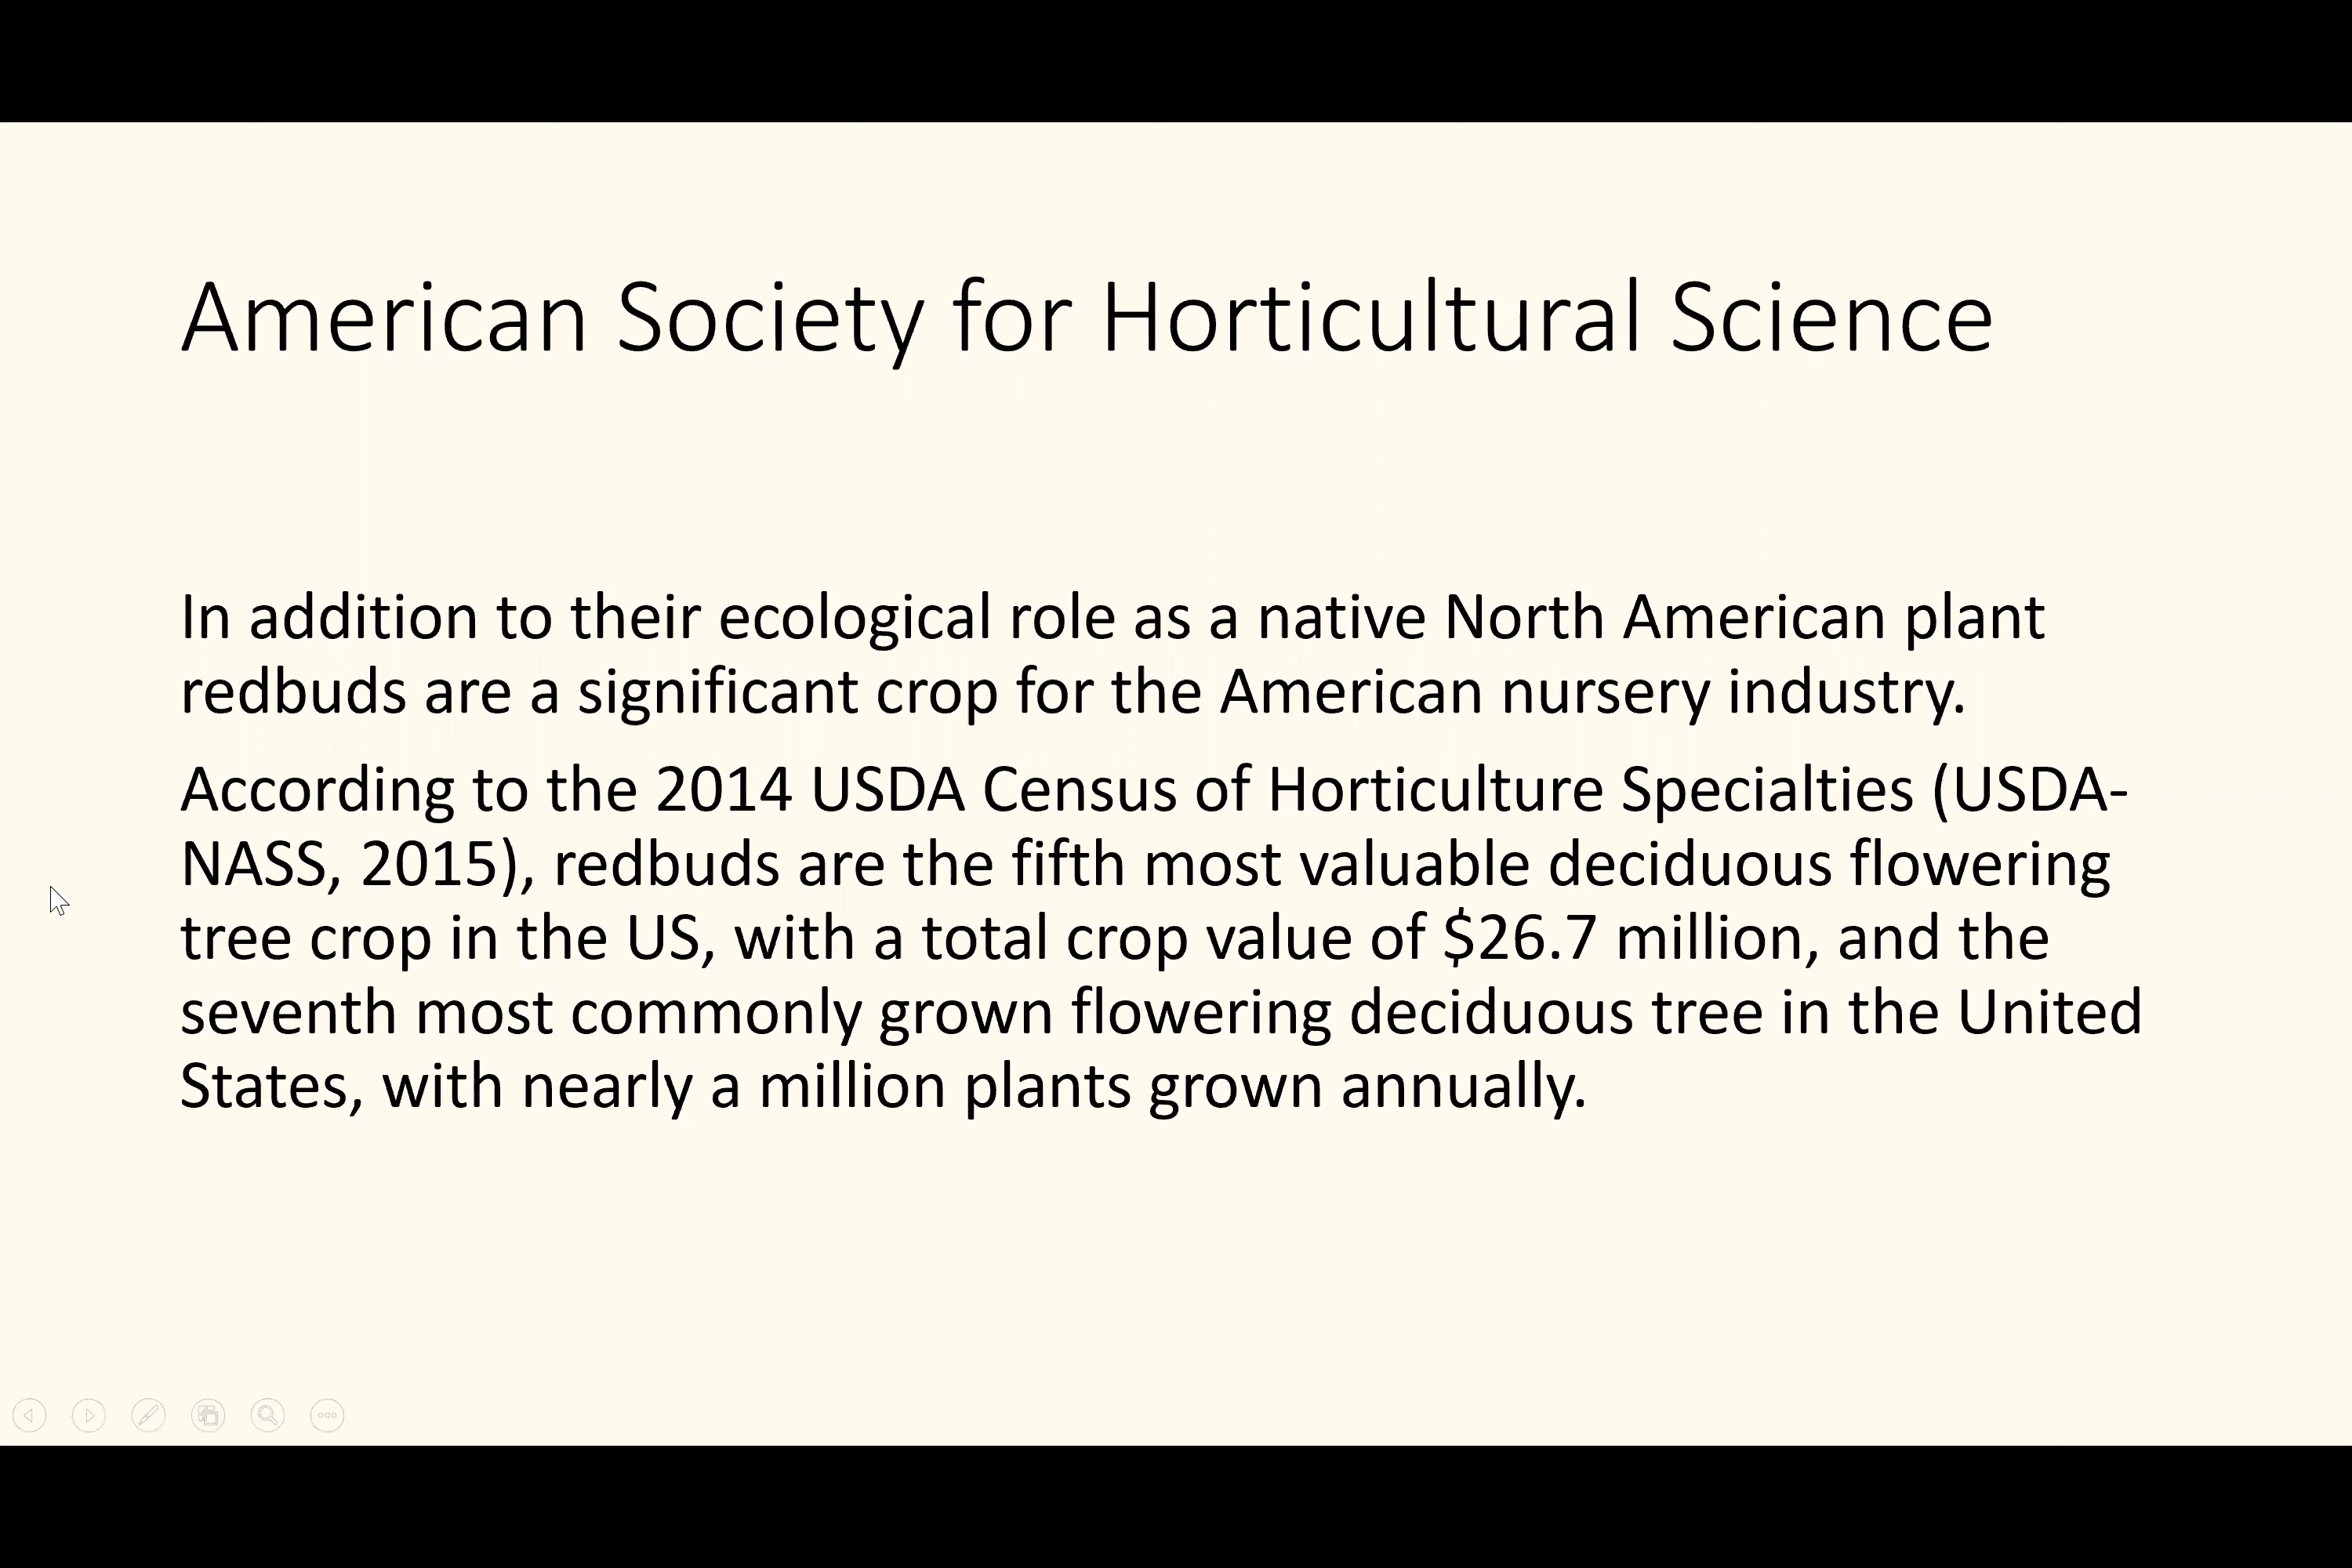 American Society for Horticultural Science
In addition to their ecological role as a native North American plant
redbuds are a significant crop for the American nursery industry.
According to the 2014 USDA Census of Horticulture Specialties (USDA-
NASS, 2015), redbuds are the fifth most valuable deciduous flowering
tree crop in the US, with a total crop value of $26.7 million, and the
seventh most commonly grown flowering deciduous tree in the United
States, with nearly a million plants grown annually.